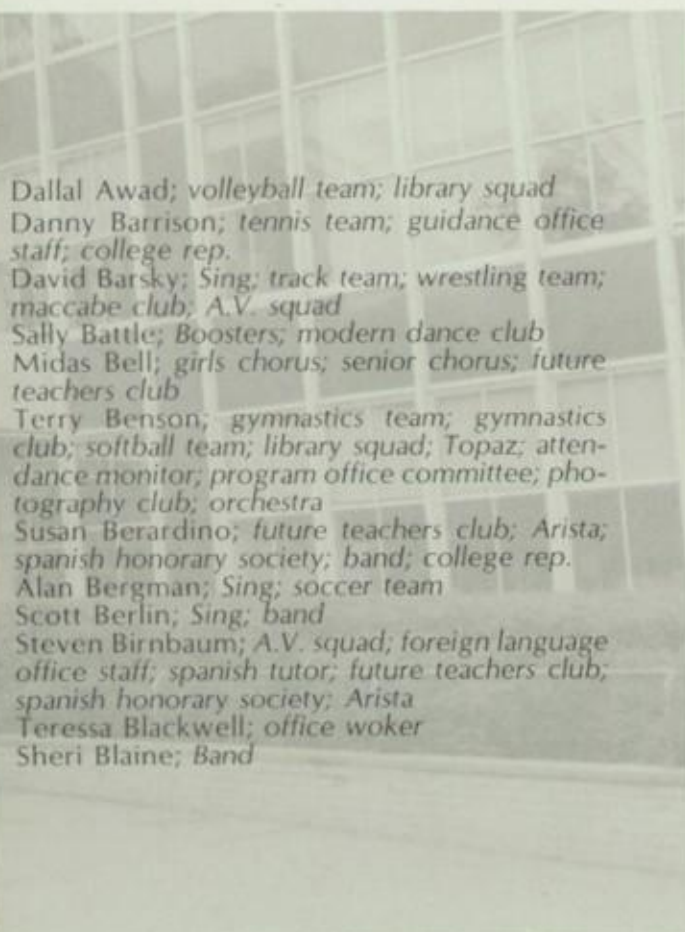 Dallal Awad; volleyball team; library squad
Danny Barrison; tennis team; guidance office
staff; college rep.
David Barsky; Sing; track team; wrestling team;
maccabe club; A.V. squad
Sally Battle; Boosters; modern dance club
Midas Bell; girls chorus; senior chorus; future
teachers club
Terry Benson; gymnastics team; gymnastics
club; softball team; library squad; Topaz; atten-
dance monitor; program office committee; pho-
tography club; orchestra
Susan Berardino; future teachers club; Arista;
spanish honorary society; band; college rep.
Alan Bergman; Sing; soccer team
Scott Berlin; Sing; band
Steven Birnbaum; A.V. squad; foreign language
office staff; spanish tutor; future teachers club;
spanish honorary society; Arista
Teressa Blackwell; office woker
Sheri Blaine; Band